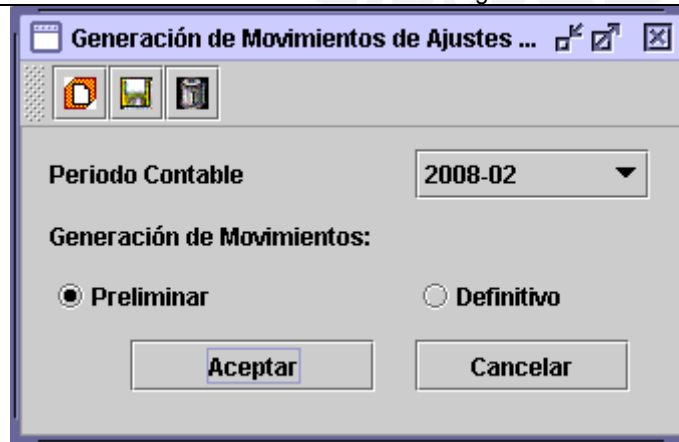 Generación de Movimientos de Ajustes ...
Periodo Contable 2008-02
Generación de Movimientos:
Preliminar Definitivo
Aceptar Cancelar